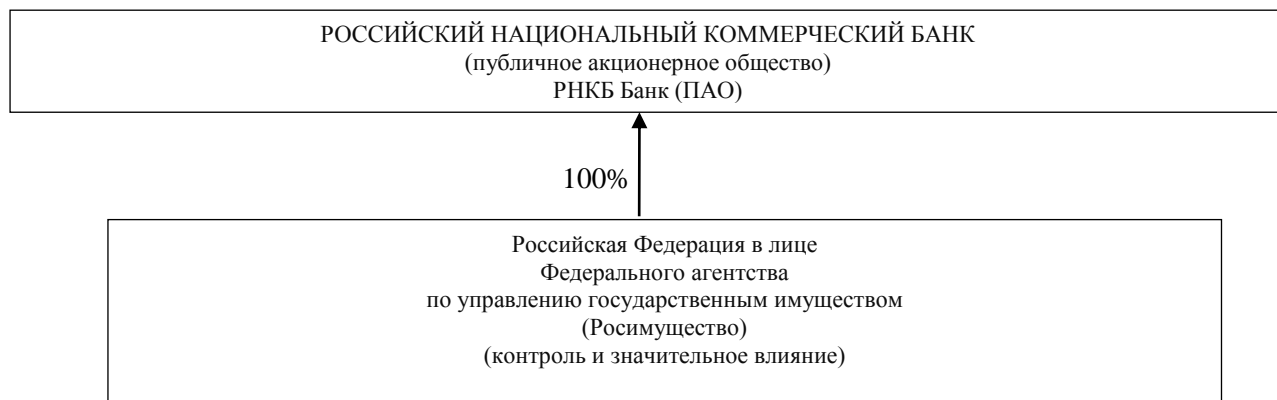 РОССИЙСКИЙ НАЦИОНАЛЬНЫЙ КОММЕРЧЕСКИЙ БАНК
(публичное акционерное общество)
РНКБ Банк (ПАО)
100%
Российская Федерация в лице
Федерального агентства
по управлению государственным имуществом
(Росимущество)
(контроль и значительное влияние)